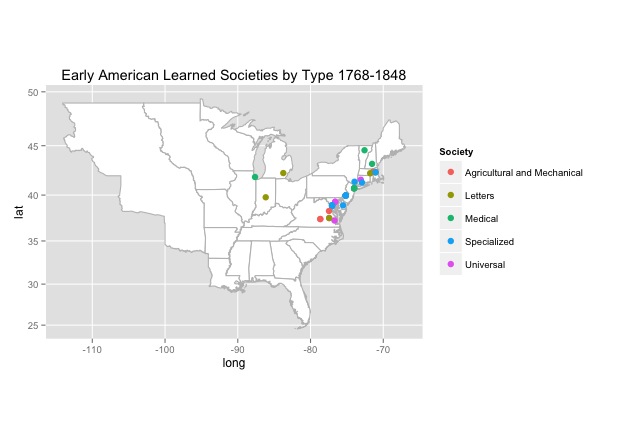 Early American Learned Societies by Type 1768-1848
50
45
40
35
30
25
lat
-110
-100
-90
-80
-70
long
Society
Agricultural and Mechanical
Letters
Medical
Specialized
Universal